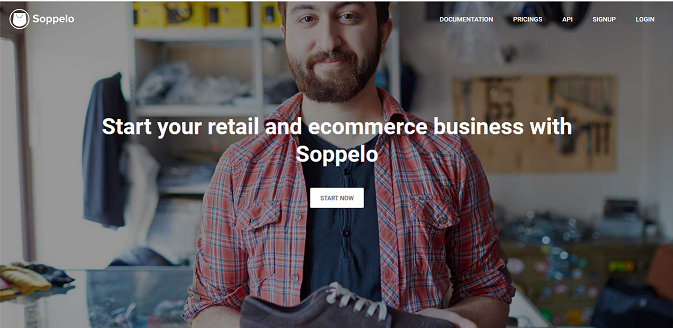 Soppelo
DOCUMENTATION PRICINGS API SIGNUP LOGIN
Start your retail and ecommerce business with
Soppelo
START NOW